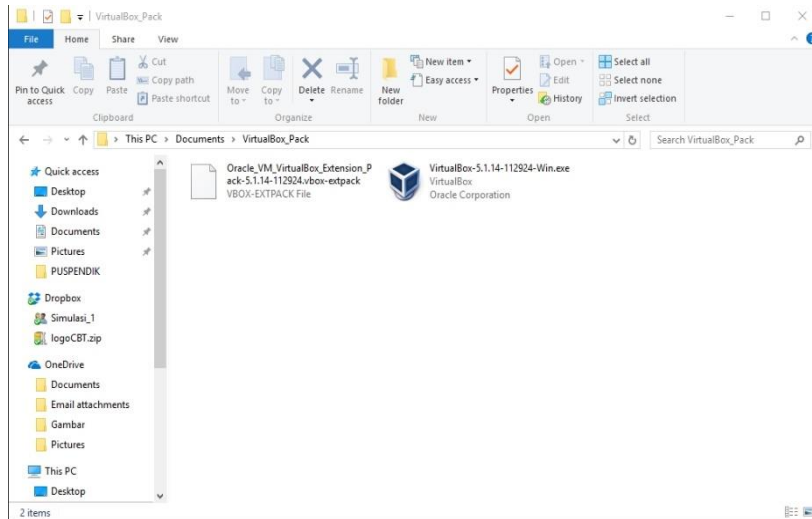 VirtualBox_Pack
File Home Share View
Pin to Quick access
Copy
Paste
Cut
Copy path
Paste shortcut
Clipboard
Move to
Copy to
Delete
Rename
Organize
New folder
New item
Easy access
New
Properties
Open
Edit
History
Open
Select all
Select none
Invert selection
Select
This PC > Documents > VirtualBox_Pack
Search VirtualBox_Pack
Quick access
Desktop
Downloads
Documents
Pictures
PUSPENDIK
Dropbox
Simulasi_1
logoCBT.zip
OneDrive
Documents
Email attachments
Gambar
Pictures
This PC
Desktop
Oracle_VM_VirtualBox_Extension_P
ack-5.1.14-112924.vbox-extpack
VBOX-EXTPACK File
VirtualBox-5.1.14-112924-Win.exe
VirtualBox
Oracle Corporation
2 items